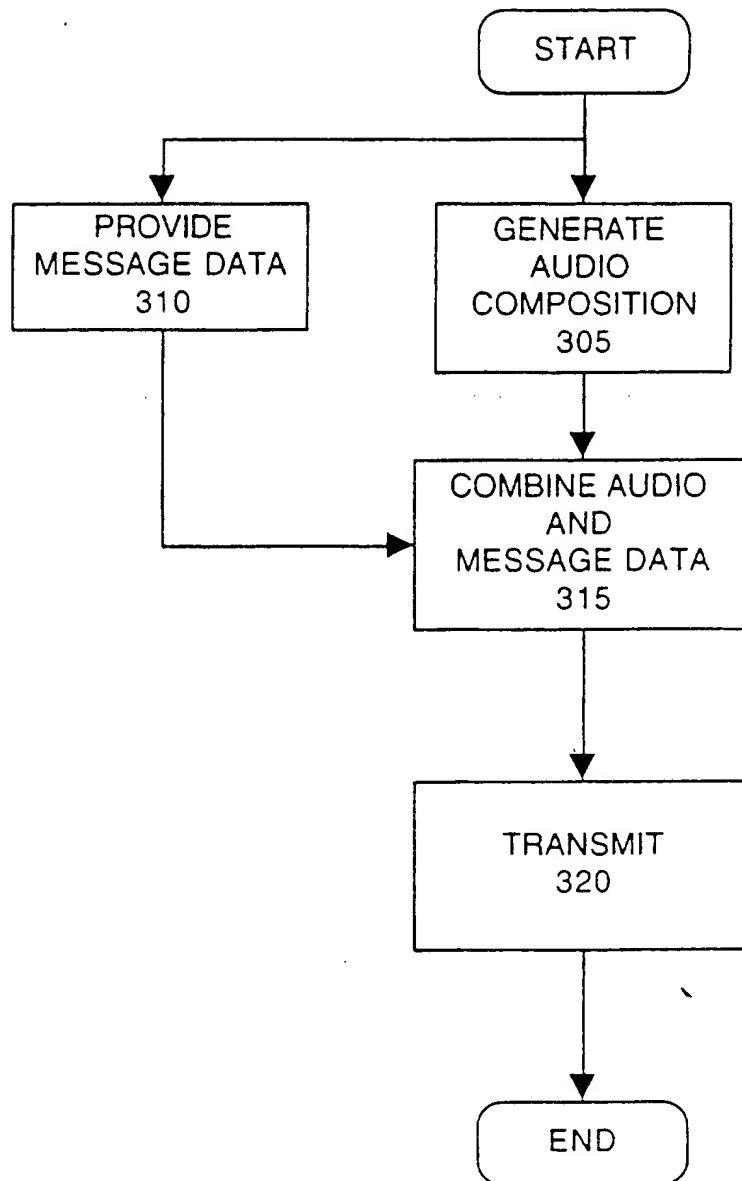 START
PROVIDE
MESSAGE DATA
310
GENERATE
AUDIO
COMPOSITION
305
COMBINE AUDIO
AND
MESSAGE DATA
315
TRANSMIT
320
END